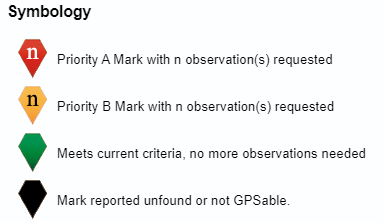 Symbology
n Priority A Mark with n observation(s) requested
n Priority B Mark with n observation(s) requested
Meets current criteria, no more observations needed
Mark reported unfound or not GPSable.